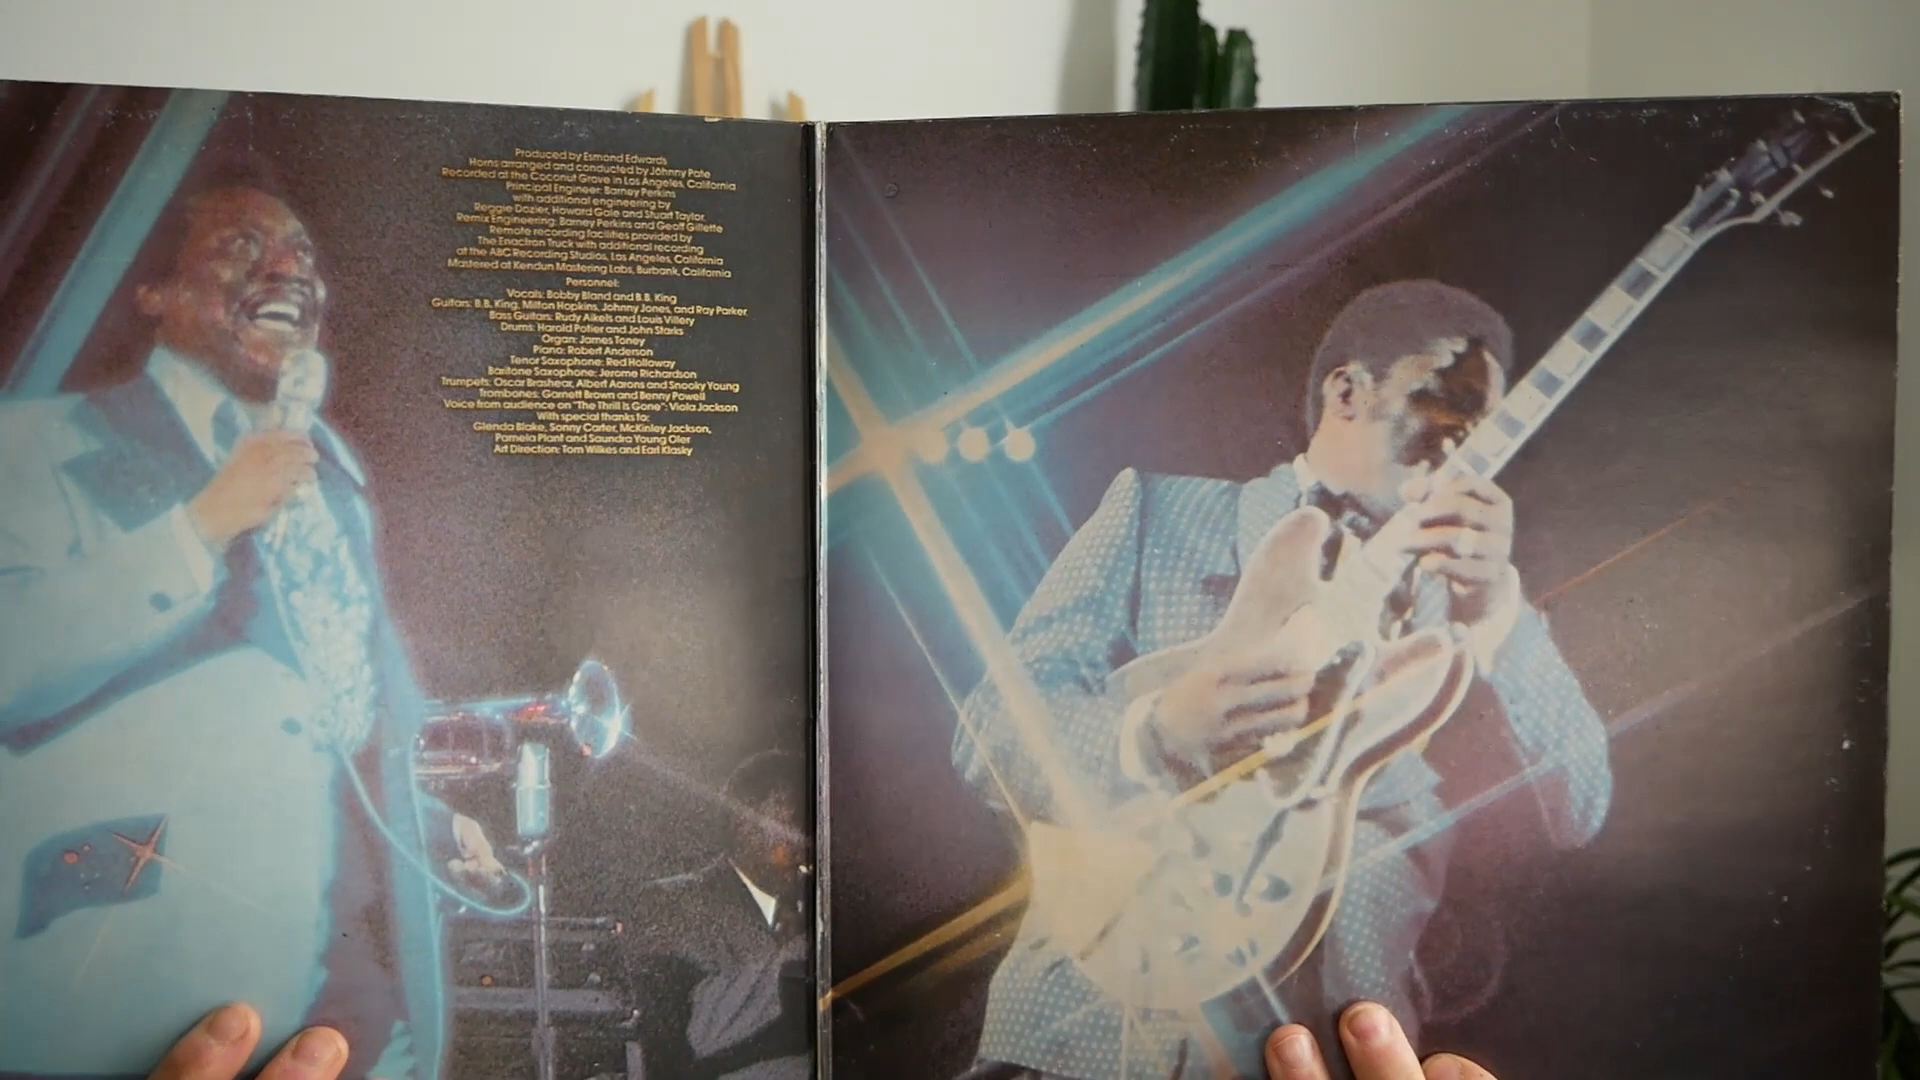 Produced by Esmond Edwards
Horns arranged and conducted by Johnny Pate
Recorded at the Coconut Grove in Los Angeles, California
Principal Engineer: Barney Perkins
with additional engineering by
Reggie Dozier, Howard Gale and Stuart Taylor.
Remix Engineering: Barney Perkins and Geoff Gillette
Remote recording facilities provided by
The Enactron Truck with additional recording
at the ABC Recording Studios, Los Angeles, California
Mastered at Kendun Mastering Labs, Burbank, California
Personnel:
Vocals: Bobby Bland and B.B. King
Guitars: B.B. King, Milton Hopkins, Johnny Jones, and Ray Parker.
Bass Guitars: Rudy Aikels and Louis Villery
Drums: Harold Potier and John Starks
Organ: James Toney
Piano: Robert Anderson
Tenor Saxophone: Red Holloway
Baritone Saxophone: Jerome Richardson
Trumpets: Oscar Brashear, Albert Aarons and Snooky Young
Trombones: Garnett Brown and Benny Powell
Voice from audience on "The Thrill Is Gone": Viola Jackson
With special thanks to:
Glenda Blake, Sonny Carter, McKinley Jackson,
Pamela Plant and Saundra Young Oler
Art Direction: Tom Wilkes and Earl Klasky